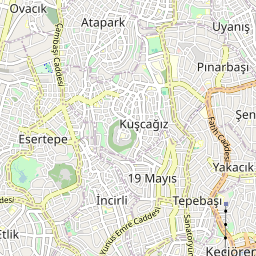 Ovacık
Atapark
Uyanış
Çambaşı Caddesi
Pınarbaşı
Kuşcağız
Şen
Fatih Caddesi
Esertepe
Yakacık
19 Mayıs
İncirli
Tepebaşı
Yunus Emre Caddesi
Sanatoryum
Etlik
Keçiören